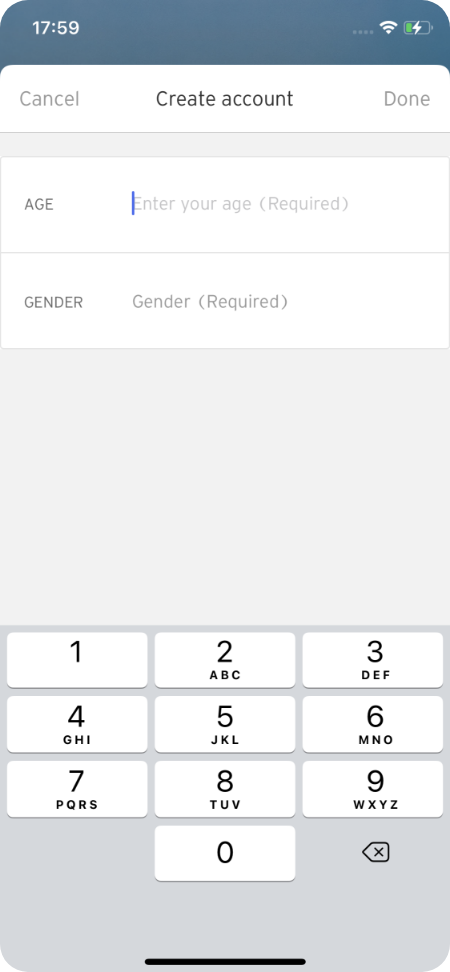 17:59
Cancel Create account Done
AGE Enter your age (Required)
GENDER Gender (Required)
1 2 3
ABC DEF
4 5 6
GHI JKL MNO
7 8 9
PQRS TUV WXYZ
0